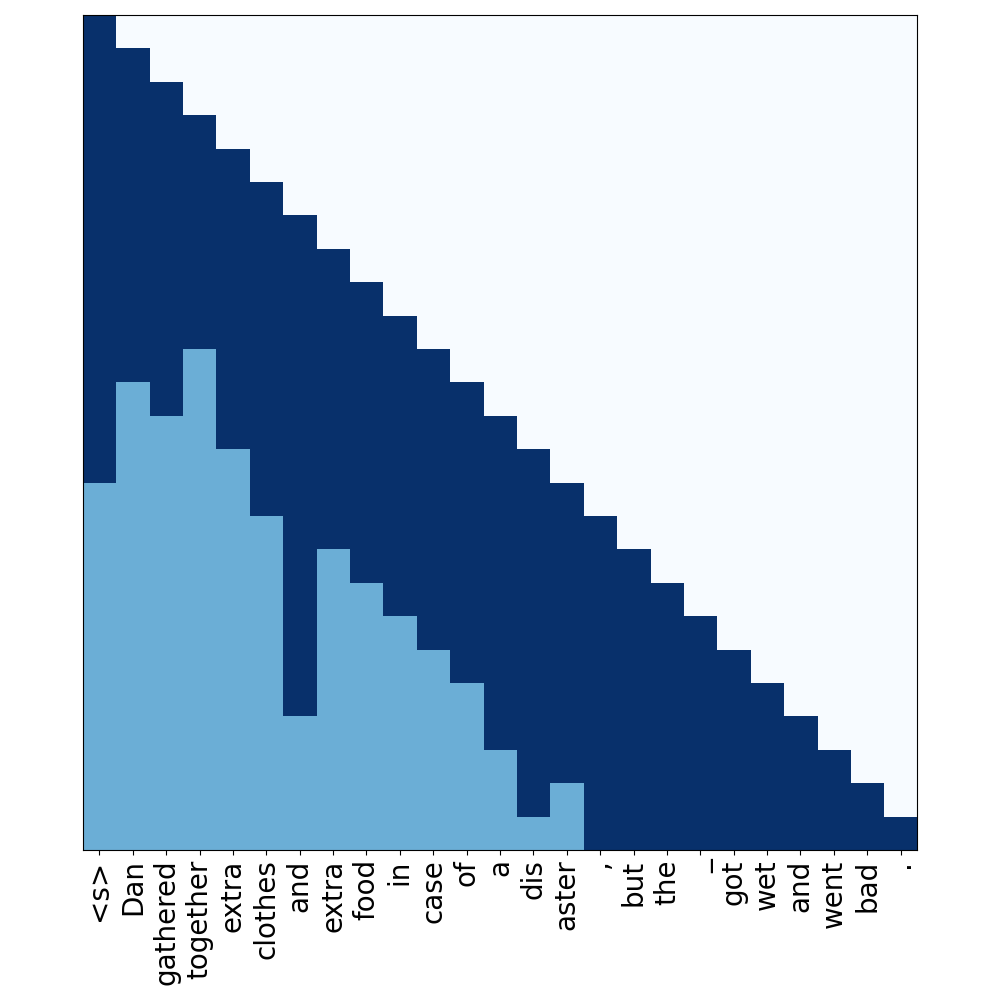 <s> Dan gathered together extra clothes and extra food in case of a dis aster , but the _ got wet and went bad .